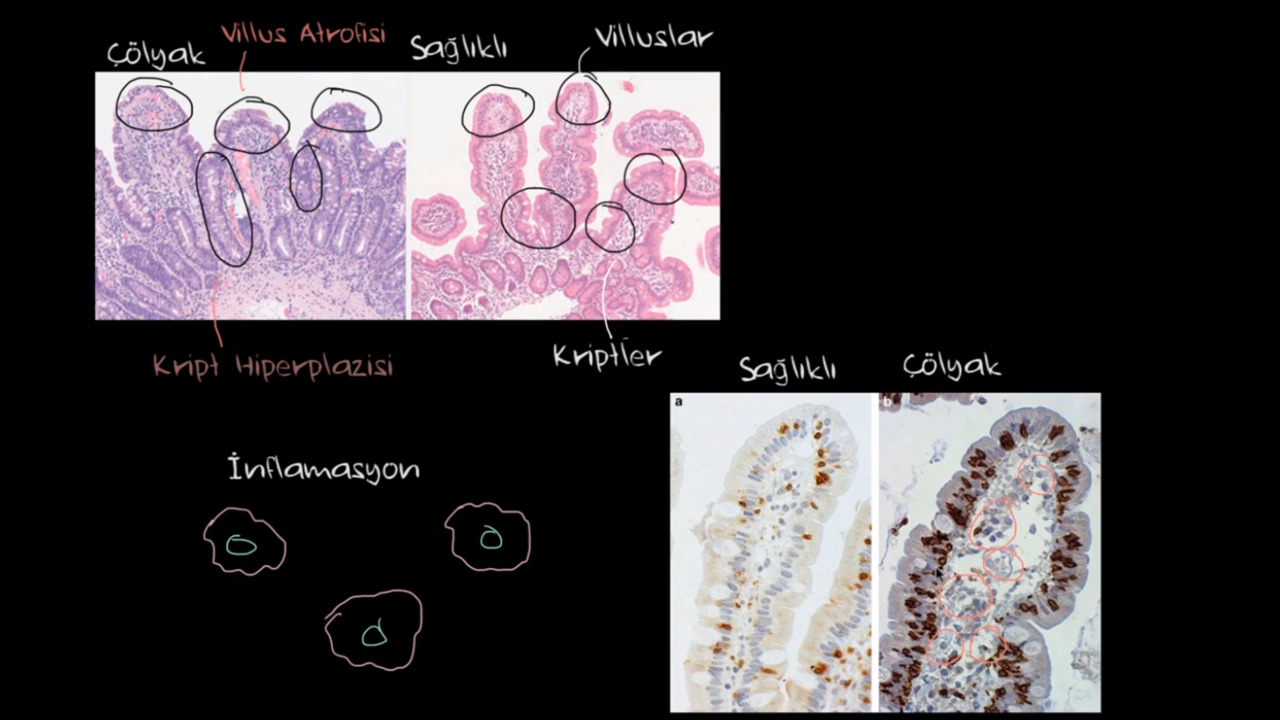 Çölyak
Villus Atrofisi
Sağlıklı
Villuslar
Kript Hiperplazisi
Kriptler
Sağlıklı
Çölyak
a
b
İnflamasyon